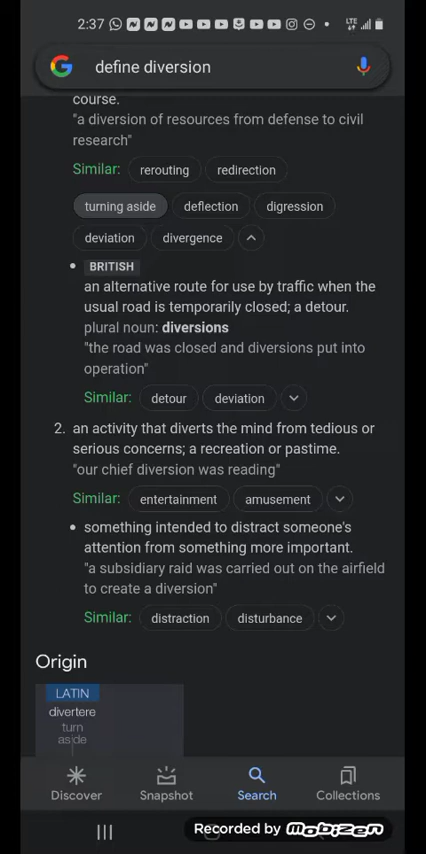 2:37
LTE
define diversion
course.
"a diversion of resources from defense to civil
research"
Similar: rerouting redirection
turning aside deflection digression
deviation divergence
• BRITISH
an alternative route for use by traffic when the
usual road is temporarily closed; a detour.
plural noun: diversions
"the road was closed and diversions put into
operation"
Similar: detour deviation
2. an activity that diverts the mind from tedious or
serious concerns; a recreation or pastime.
"our chief diversion was reading"
Similar: entertainment amusement
• something intended to distract someone's
attention from something more important.
"a subsidiary raid was carried out on the airfield
to create a diversion"
Similar: distraction disturbance
Origin
LATIN
divertere
turn
aside
Discover Snapshot Search Collections
Recorded by Mobizen